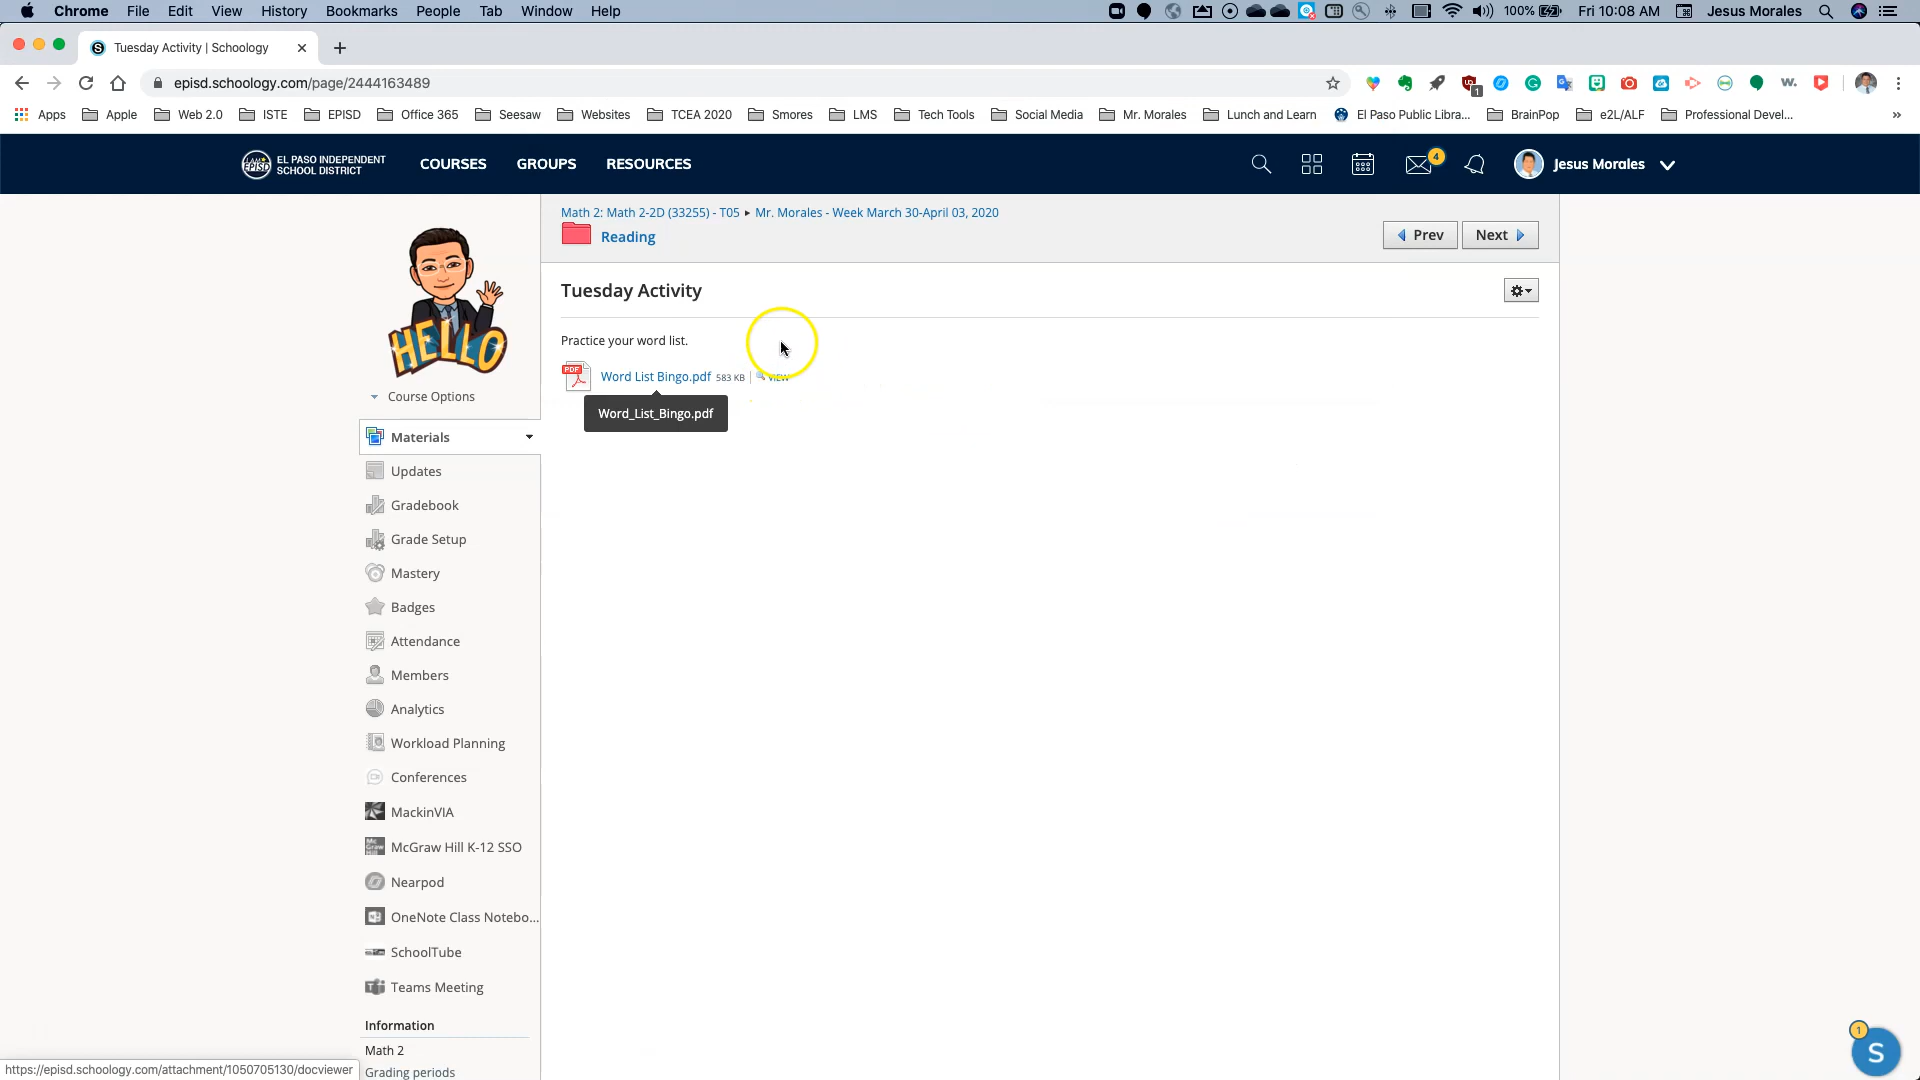 Chrome File Edit View History Bookmarks People Tab Window Help 100% Fri 10:08 AM Jesus Morales
Tuesday Activity | Schoology
episd.schoology.com/page/2444163489
1
Apps Apple Web 2.0 ISTE EPISD Office 365 Seesaw Websites TCEA 2020 Smores LMS Tech Tools Social Media Mr. Morales Lunch and Learn El Paso Public Libra... BrainPop e2L/ALF Professional Devel... »
EL PASO INDEPENDENT
SCHOOL DISTRICT
COURSES GROUPS RESOURCES 4 Jesus Morales
Math 2: Math 2-2D (33255) - T05 ▸ Mr. Morales - Week March 30-April 03, 2020
Reading
Prev Next
HELLO
Course Options
Tuesday Activity
Practice your word list.
PDF Word List Bingo.pdf 583 KB | VIEW
Word_List_Bingo.pdf
Materials
Updates
Gradebook
Grade Setup
Mastery
Badges
Attendance
Members
Analytics
Workload Planning
Conferences
MackinVIA
McGraw Hill K-12 SSO
Nearpod
OneNote Class Notebo...
SchoolTube
Teams Meeting
Information
Math 2
Grading periods
https://episd.schoology.com/attachment/1050705130/docviewer
1
S